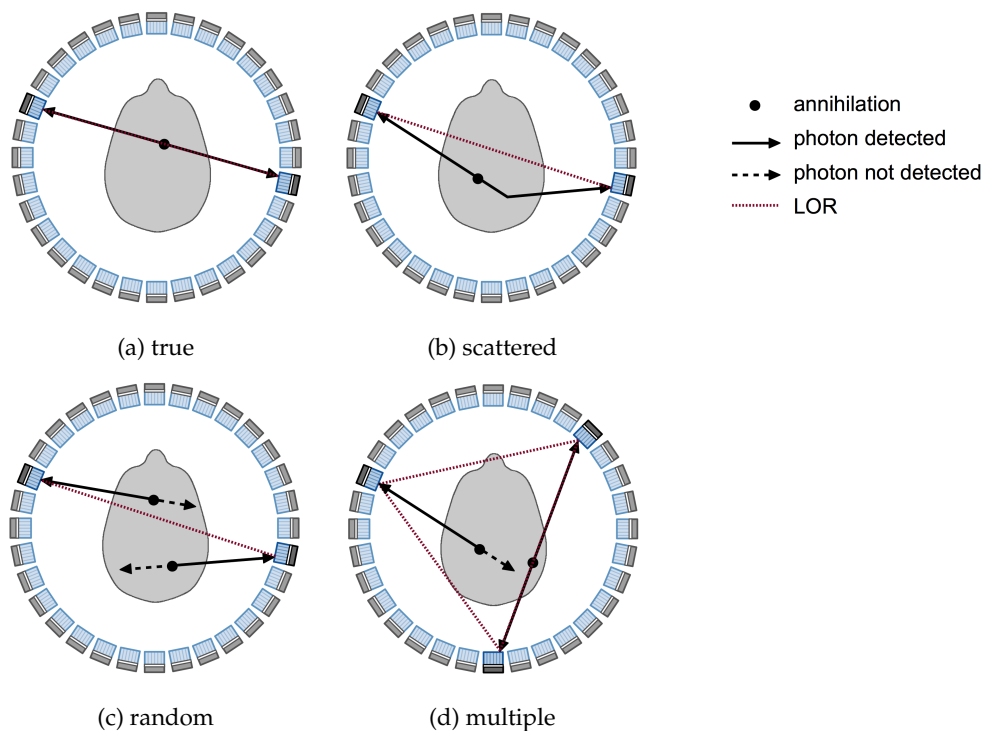 annihilation
photon detected
photon not detected
LOR
(a) true
(b) scattered
(c) random
(d) multiple